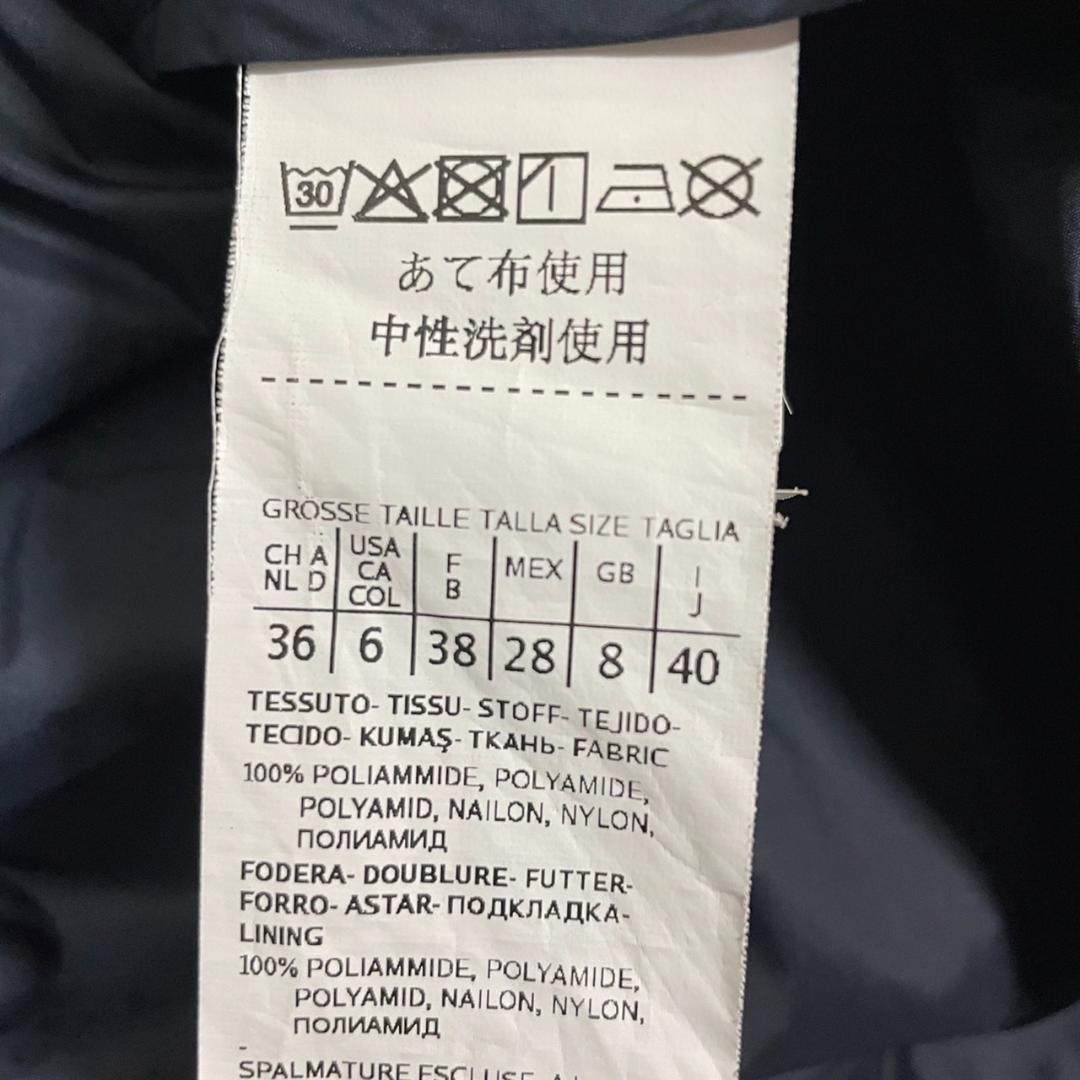 30
あて布使用
中性洗剤使用
GRÖSSE TAILLE TALLA SIZE TAGLIA
CH A NL D USA CA COL F B MEX GB I J
36 6 38 28 8 40
TESSUTO- TISSU- STOFF- TEJIDO-
TECIDO- KUMAŞ- ТКАНЬ- FABRIC
100% POLIAMMIDE, POLYAMIDE,
POLYAMID, NAILON, NYLON,
ПОЛИАМИД
FODERA- DOUBLURE- FUTTER-
FORRO- ASTAR- ПОДКЛАДКА-
LINING
100% POLIAMMIDE, POLYAMIDE,
POLYAMID, NAILON, NYLON,
ПОЛИАМИД
-
SPALMATURE ESCLUSE